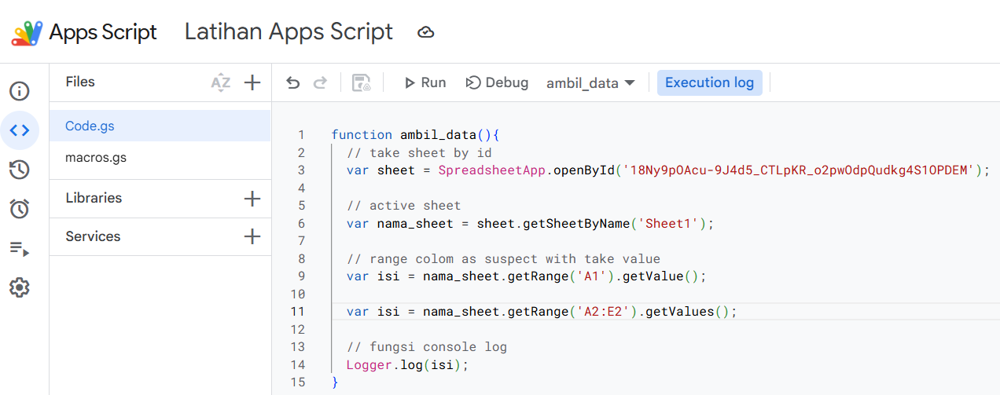 Apps Script Latihan Apps Script
Files AZ
Run Debug ambil_data Execution log
Code.gs
macros.gs
Libraries
Services
1 function ambil_data(){
2 // take sheet by id
3 var sheet = SpreadsheetApp.openById('18Ny9pOAcu-9J4d5_CTLpKR_o2pwOdpQudkg4S1OPDEM');
4
5 // active sheet
6 var nama_sheet = sheet.getSheetByName('Sheet1');
7
8 // range colom as suspect with take value
9 var isi = nama_sheet.getRange('A1').getValue();
10
11 var isi = nama_sheet.getRange('A2:E2').getValues();
12
13 // fungsi console log
14 Logger.log(isi);
15 }